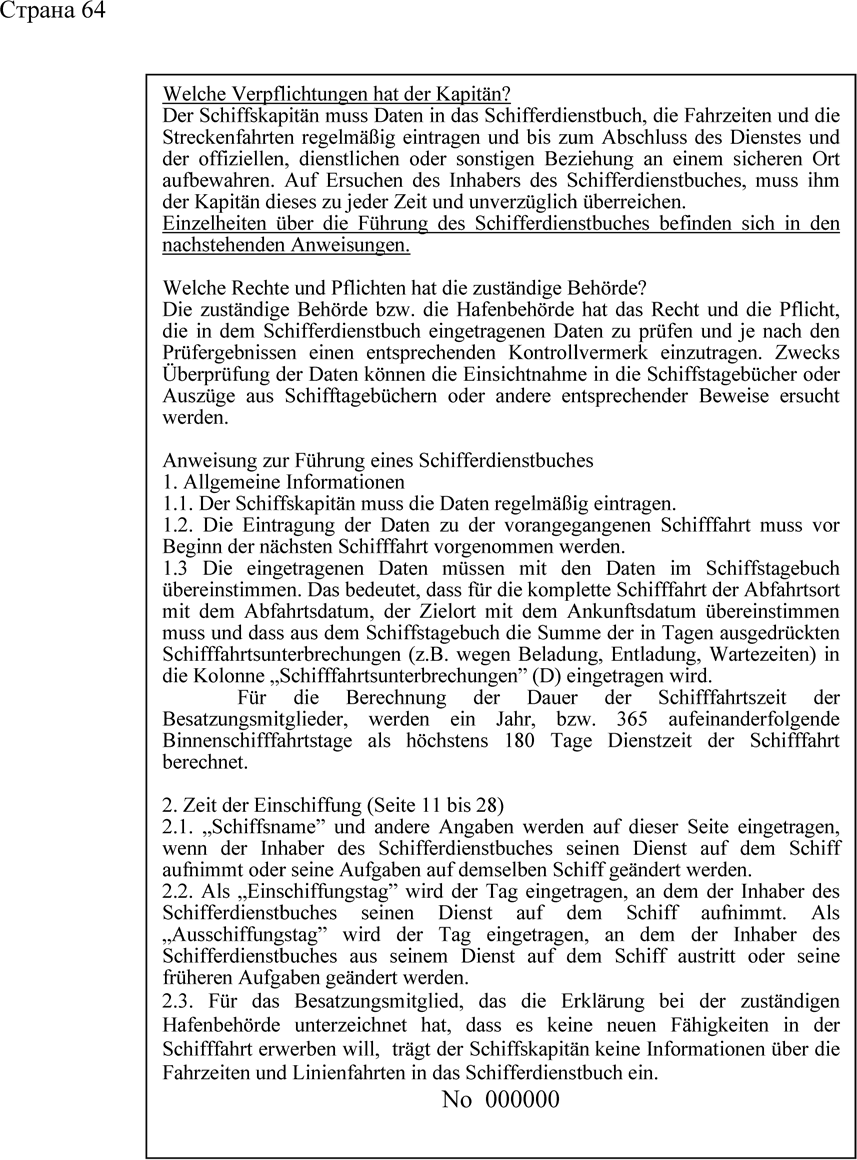 Страна 64
Welche Verpflichtungen hat der Kapitän?
Der Schiffskapitän muss Daten in das Schifferdienstbuch, die Fahrzeiten und die
Streckenfahrten regelmäßig eintragen und bis zum Abschluss des Dienstes und
der offiziellen, dienstlichen oder sonstigen Beziehung an einem sicheren Ort
aufbewahren. Auf Ersuchen des Inhabers des Schifferdienstbuches, muss ihm
der Kapitän dieses zu jeder Zeit und unverzüglich überreichen.
Einzelheiten über die Führung des Schifferdienstbuches befinden sich in den
nachstehenden Anweisungen.
Welche Rechte und Pflichten hat die zuständige Behörde?
Die zuständige Behörde bzw. die Hafenbehörde hat das Recht und die Pflicht,
die in dem Schifferdienstbuch eingetragenen Daten zu prüfen und je nach den
Prüfergebnissen einen entsprechenden Kontrollvermerk einzutragen. Zwecks
Überprüfung der Daten können die Einsichtnahme in die Schiffstagebücher oder
Auszüge aus Schifftagebüchern oder andere entsprechender Beweise ersucht
werden.
Anweisung zur Führung eines Schifferdienstbuches
1. Allgemeine Informationen
1.1. Der Schiffskapitän muss die Daten regelmäßig eintragen.
1.2. Die Eintragung der Daten zu der vorangegangenen Schifffahrt muss vor
Beginn der nächsten Schifffahrt vorgenommen werden.
1.3 Die eingetragenen Daten müssen mit den Daten im Schiffstagebuch
übereinstimmen. Das bedeutet, dass für die komplette Schifffahrt der Abfahrtsort
mit dem Abfahrtsdatum, der Zielort mit dem Ankunftsdatum übereinstimmen
muss und dass aus dem Schiffstagebuch die Summe der in Tagen ausgedrückten
Schifffahrtsunterbrechungen (z.B. wegen Beladung, Entladung, Wartezeiten) in
die Kolonne „Schifffahrtsunterbrechungen” (D) eingetragen wird.
Für die Berechnung der Dauer der Schifffahrtszeit der
Besatzungsmitglieder, werden ein Jahr, bzw. 365 aufeinanderfolgende
Binnenschifffahrtstage als höchstens 180 Tage Dienstzeit der Schifffahrt
berechnet.
2. Zeit der Einschiffung (Seite 11 bis 28)
2.1. „Schiffsname” und andere Angaben werden auf dieser Seite eingetragen,
wenn der Inhaber des Schifferdienstbuches seinen Dienst auf dem Schiff
aufnimmt oder seine Aufgaben auf demselben Schiff geändert werden.
2.2. Als „Einschiffungstag” wird der Tag eingetragen, an dem der Inhaber des
Schifferdienstbuches seinen Dienst auf dem Schiff aufnimmt. Als
„Ausschiffungstag” wird der Tag eingetragen, an dem der Inhaber des
Schifferdienstbuches aus seinem Dienst auf dem Schiff austritt oder seine
früheren Aufgaben geändert werden.
2.3. Für das Besatzungsmitglied, das die Erklärung bei der zuständigen
Hafenbehörde unterzeichnet hat, dass es keine neuen Fähigkeiten in der
Schifffahrt erwerben will, trägt der Schiffskapitän keine Informationen über die
Fahrzeiten und Linienfahrten in das Schifferdienstbuch ein.
No 000000